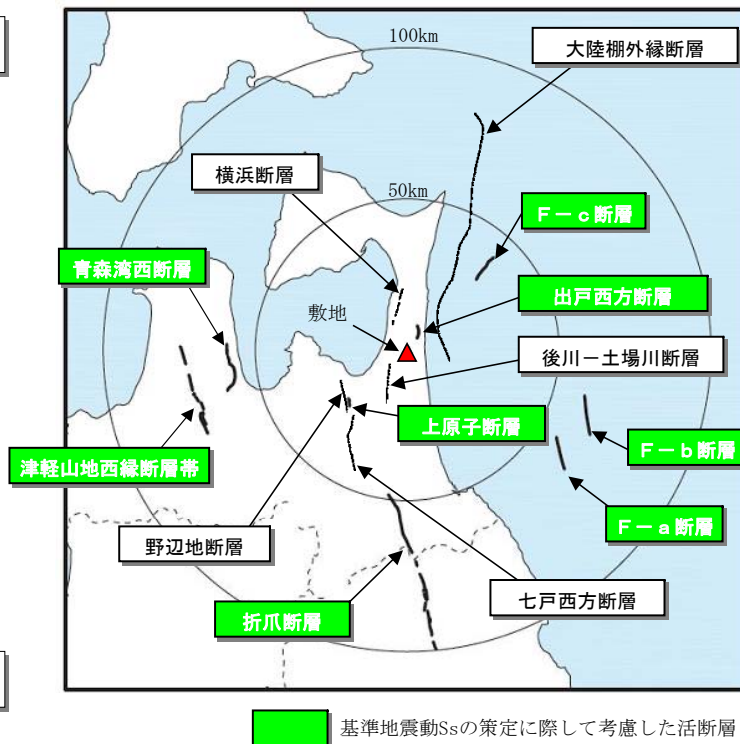 100km
大陸棚外縁断層
横浜断層
50km
F－c断層
青森湾西断層
出戸西方断層
敷地
後川－土場川断層
上原子断層
F－b断層
津軽山地西縁断層帯
F－a断層
野辺地断層
七戸西方断層
折爪断層
基準地震動Ssの策定に際して考慮した活断層